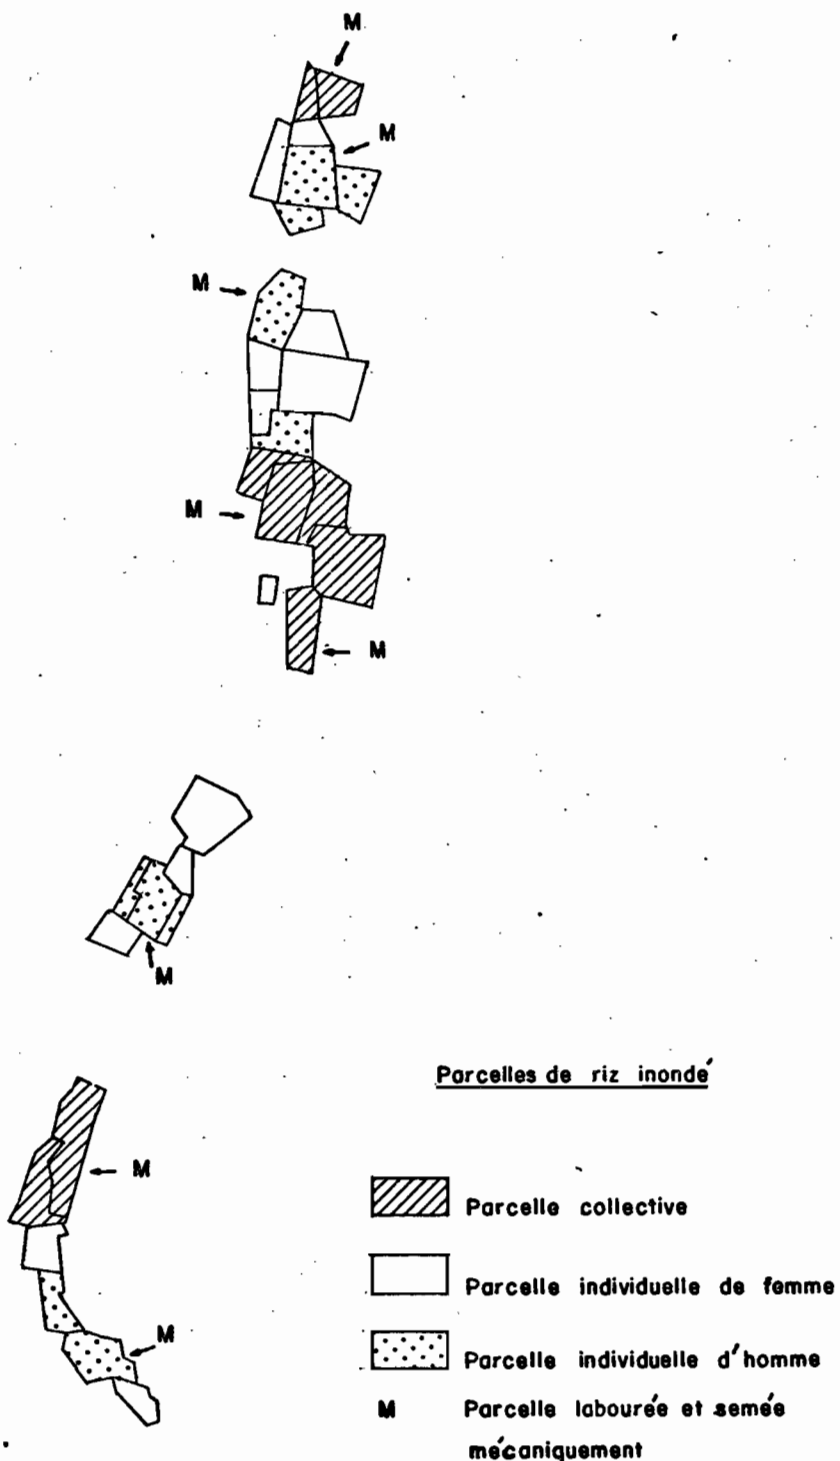 M
M
M
M
M
M
Parcelles de riz inondé
M
Parcelle collective
Parcelle individuelle de femme
M
Parcelle individuelle d'homme
M Parcelle labourée et semée
mécaniquement